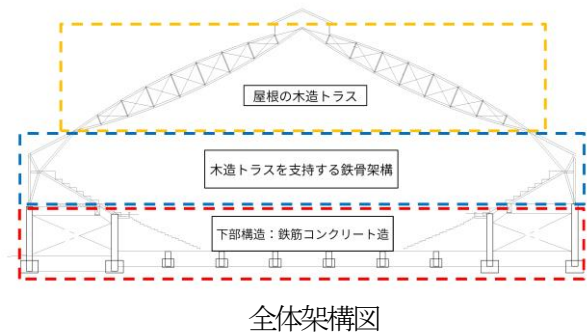 屋根の木造トラス
木造トラスを支持する鉄骨架構
下部構造：鉄筋コンクリート造
全体架構図